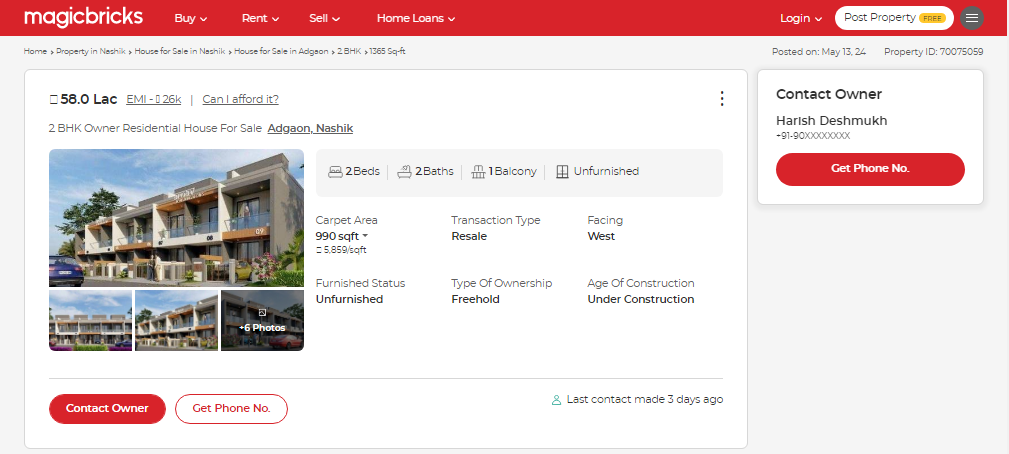 magicbricks Buy Rent Sell Home Loans Login Post Property FREE
Home > Property in Nashik > House for Sale in Nashik > House for Sale in Adgaon > 2 BHK > 1365 Sq-ft
Posted on: May 13, 24 Property ID: 70075059
58.0 Lac EMI - 26k | Can I afford it?
2 BHK Owner Residential House For Sale Adgaon, Nashik
2 Beds 2 Baths 1 Balcony Unfurnished
Carpet Area
990 sqft
5,859/sqft
Transaction Type
Resale
Facing
West
Furnished Status
Unfurnished
Type Of Ownership
Freehold
Age Of Construction
Under Construction
07
08
09
+6 Photos
Contact Owner Get Phone No.
Last contact made 3 days ago
Contact Owner
Harish Deshmukh
+91-90XXXXXXXX
Get Phone No.